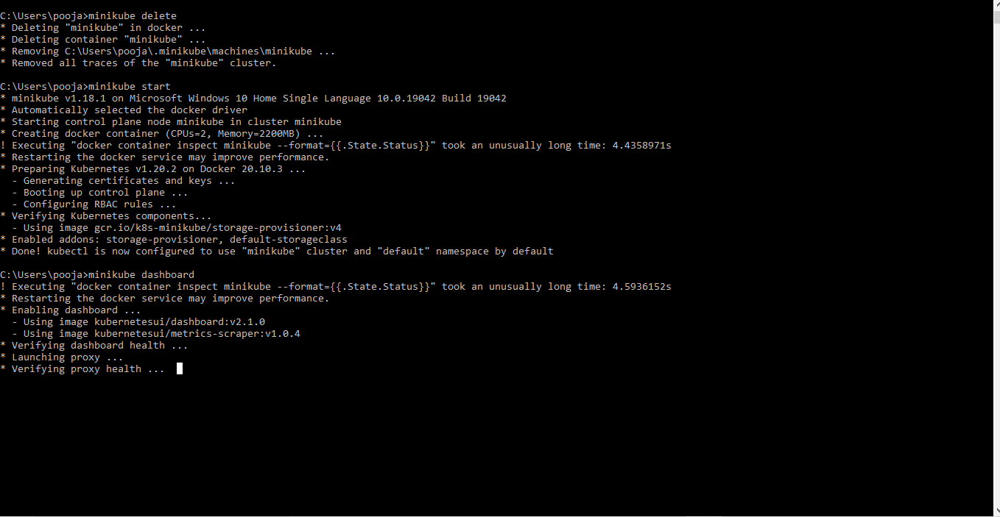 C:\Users\pooja>minikube delete
* Deleting "minikube" in docker ...
* Deleting container "minikube" ...
* Removing C:\Users\pooja\.minikube\machines\minikube ...
* Removed all traces of the "minikube" cluster.
C:\Users\pooja>minikube start
* minikube v1.18.1 on Microsoft Windows 10 Home Single Language 10.0.19042 Build 19042
* Automatically selected the docker driver
* Starting control plane node minikube in cluster minikube
* Creating docker container (CPUs=2, Memory=2200MB) ...
! Executing "docker container inspect minikube --format={{.State.Status}}" took an unusually long time: 4.4358971s
* Restarting the docker service may improve performance.
* Preparing Kubernetes v1.20.2 on Docker 20.10.3 ...
  - Generating certificates and keys ...
  - Booting up control plane ...
  - Configuring RBAC rules ...
* Verifying Kubernetes components...
  - Using image gcr.io/k8s-minikube/storage-provisioner:v4
* Enabled addons: storage-provisioner, default-storageclass
* Done! kubectl is now configured to use "minikube" cluster and "default" namespace by default
C:\Users\pooja>minikube dashboard
! Executing "docker container inspect minikube --format={{.State.Status}}" took an unusually long time: 4.5936152s
* Restarting the docker service may improve performance.
* Enabling dashboard ...
  - Using image kubernetesui/dashboard:v2.1.0
  - Using image kubernetesui/metrics-scraper:v1.0.4
* Verifying dashboard health ...
* Launching proxy ...
* Verifying proxy health ...